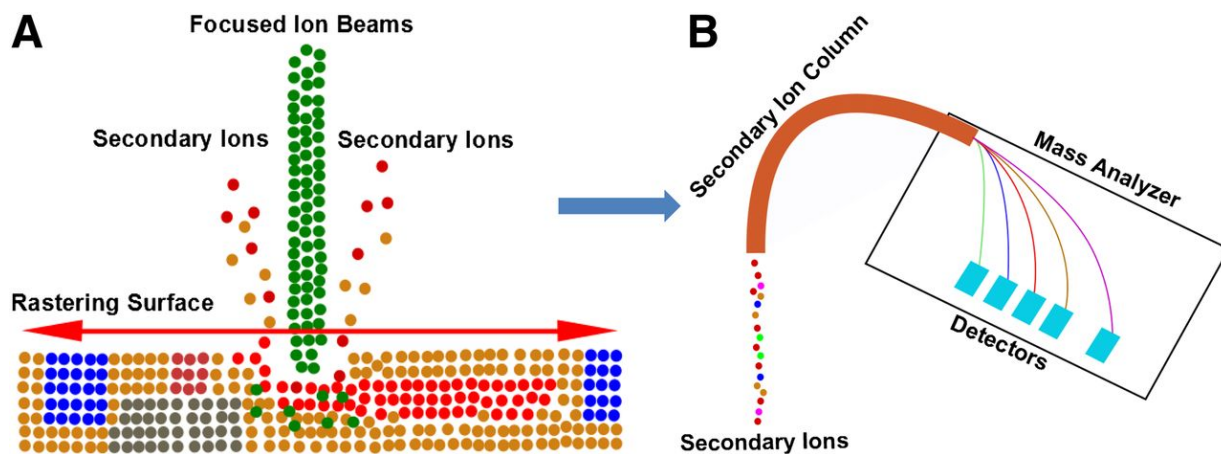 A
Focused Ion Beams
Secondary Ions
Secondary Ions
Rastering Surface
B
Secondary Ion Column
Mass Analyzer
Detectors
Secondary Ions